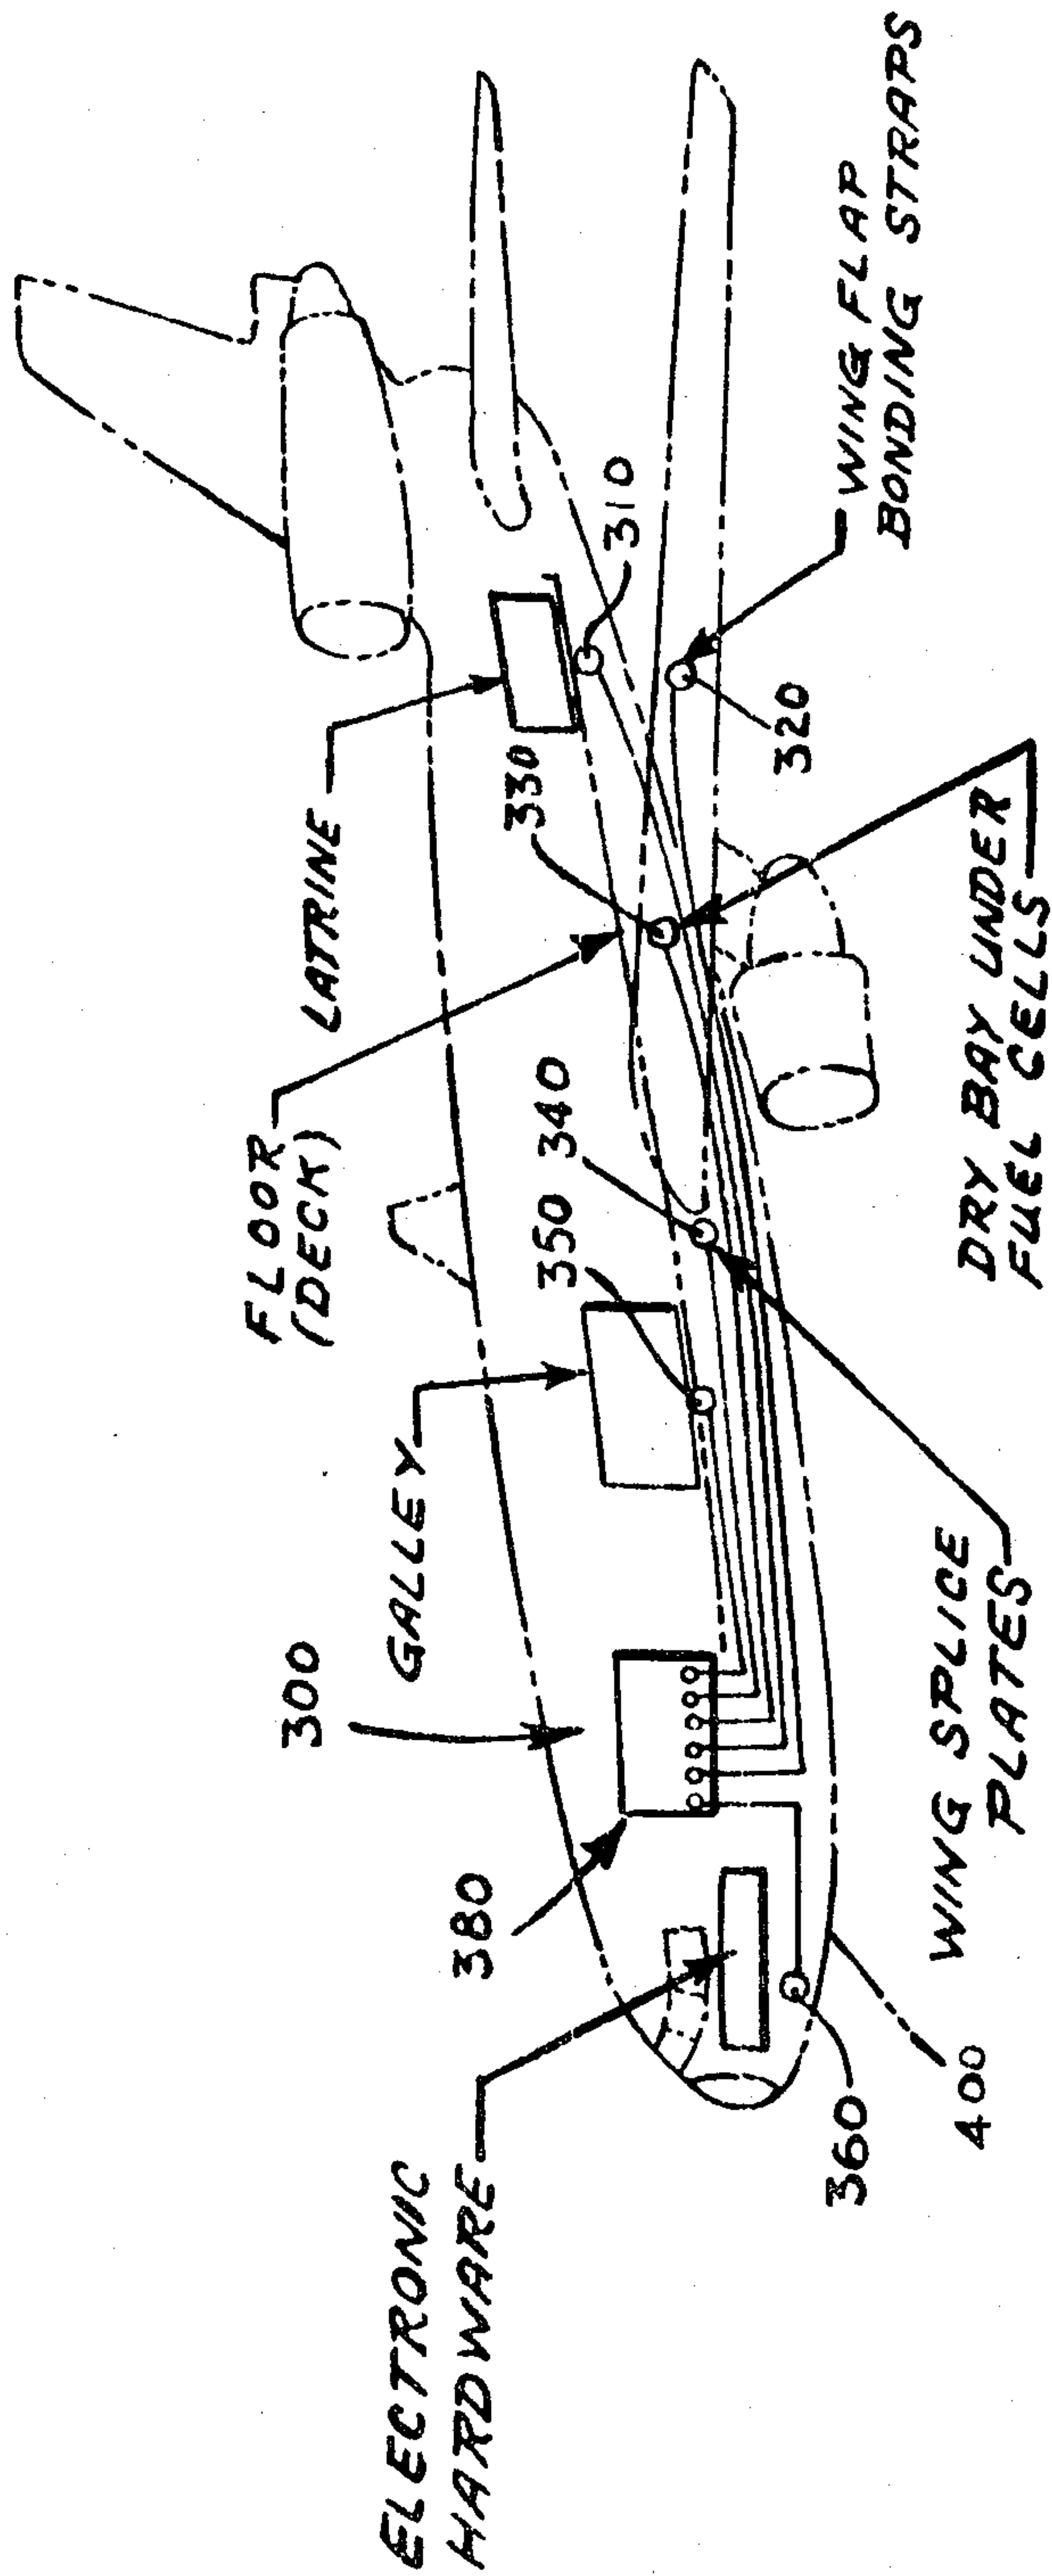 ELECTRONIC
HARDWARE
380
300
GALLEY
FLOOR
(DECK)
LATRINE
350
340
330
310
320
360
400
WING SPLICE
PLATES
DRY BAY UNDER
FUEL CELLS
WING FLAP
BONDING STRAPS